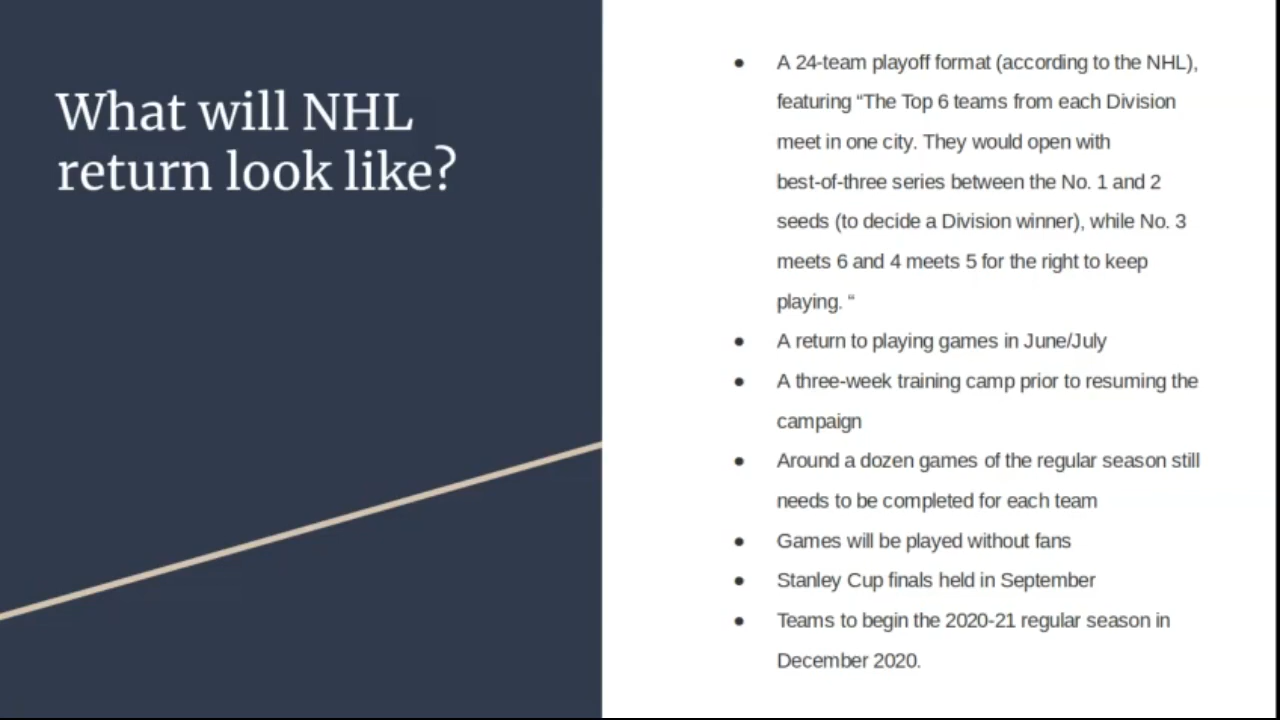 What will NHL
return look like?
● A 24-team playoff format (according to the NHL),
featuring “The Top 6 teams from each Division
meet in one city. They would open with
best-of-three series between the No. 1 and 2
seeds (to decide a Division winner), while No. 3
meets 6 and 4 meets 5 for the right to keep
playing. “
● A return to playing games in June/July
● A three-week training camp prior to resuming the
campaign
● Around a dozen games of the regular season still
needs to be completed for each team
● Games will be played without fans
● Stanley Cup finals held in September
● Teams to begin the 2020-21 regular season in
December 2020.